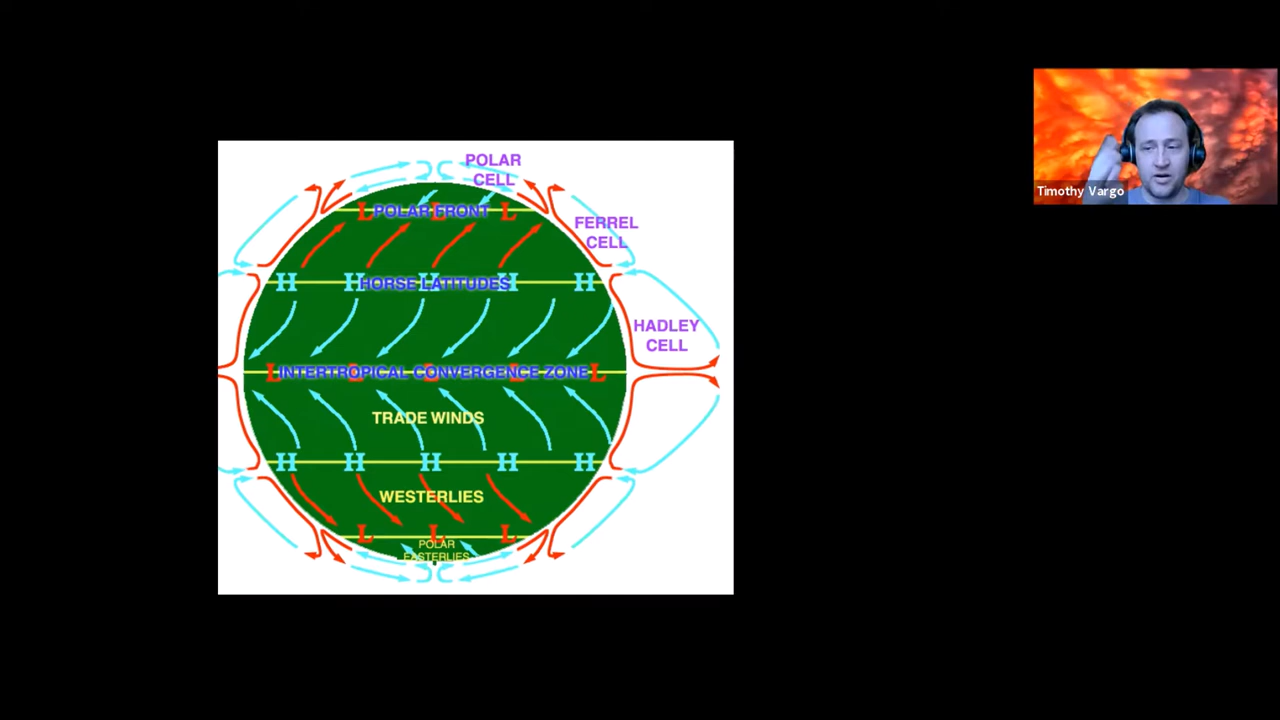 POLAR
CELL
L POLAR FRONT L L
FERREL
CELL
H H HORSE LATITUDES H H H
HADLEY
CELL
L INTERTROPICAL CONVERGENCE ZONE L L L L
TRADE WINDS
H H H H H
WESTERLIES
L L L
POLAR
EASTERLIES
Timothy Vargo